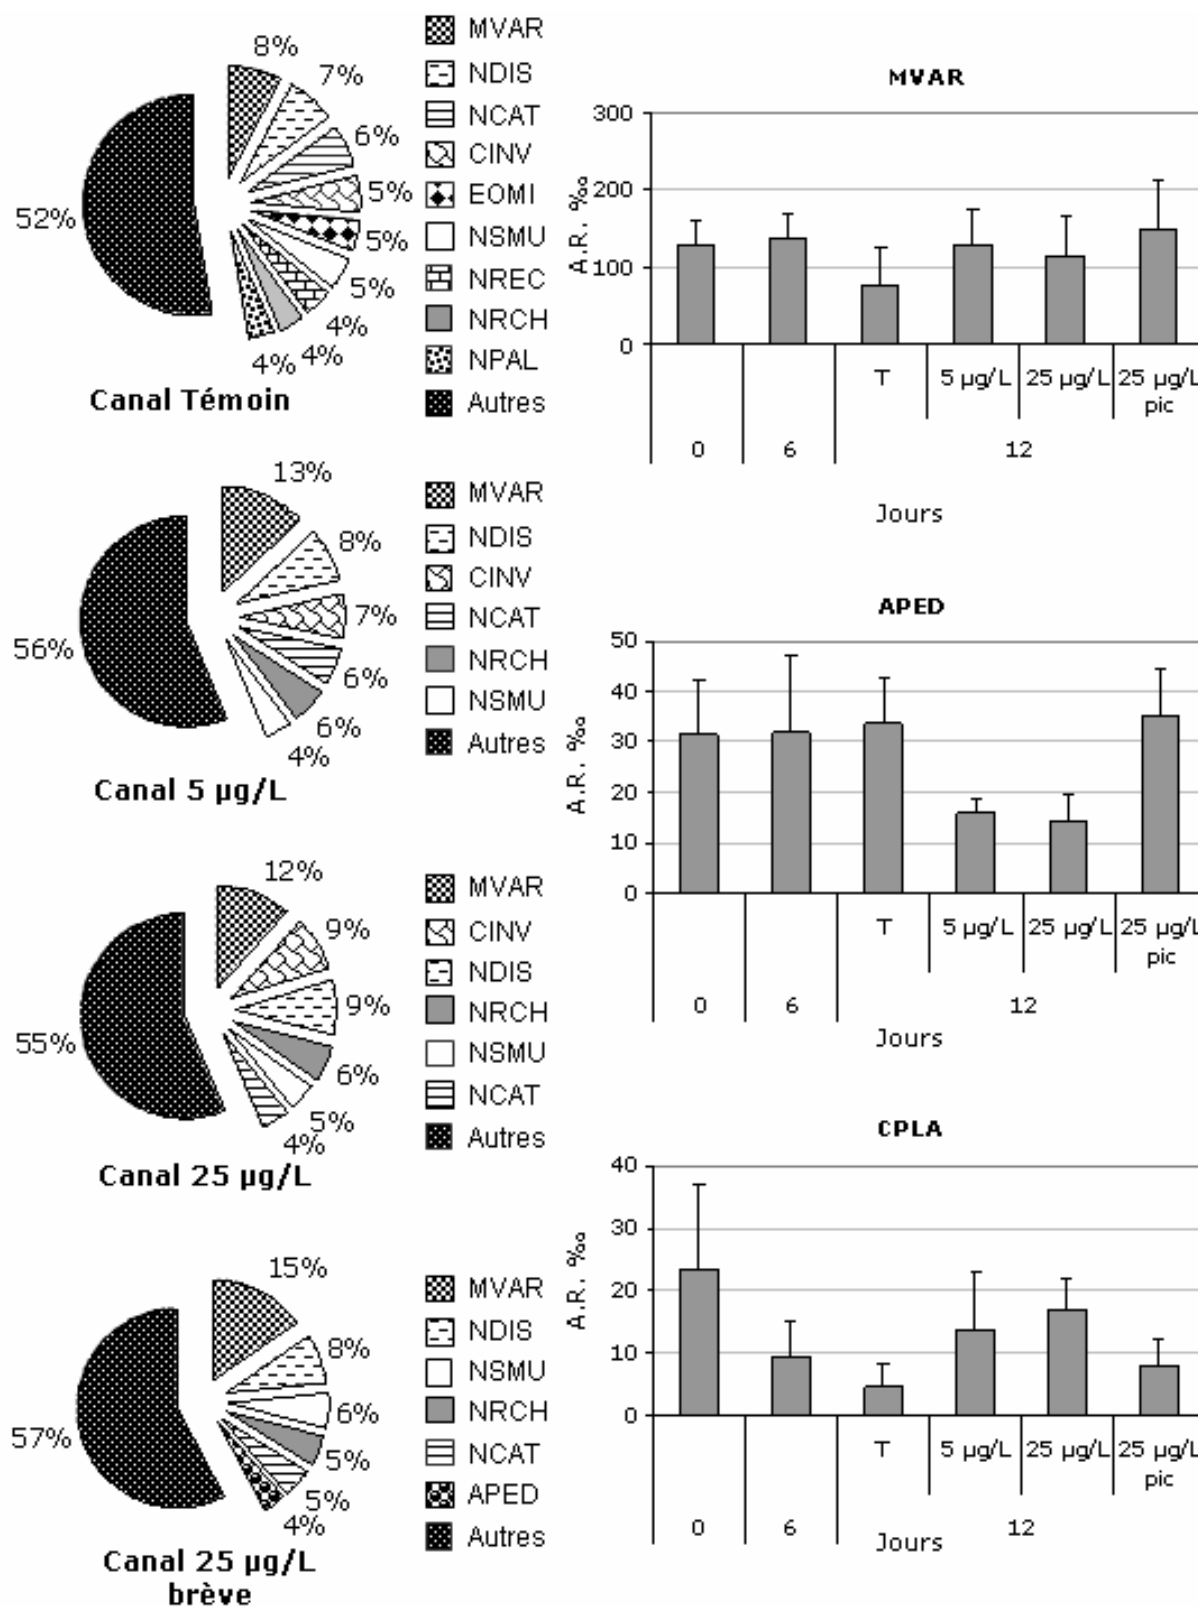 8%
7%
6%
5%
5%
5%
4%
4%
4%
52%
MVAR
NDIS
NCAT
CINV
EOMI
NSMU
NREC
NRCH
NPAL
Autres
Canal Témoin
13%
8%
7%
6%
6%
4%
56%
MVAR
NDIS
CINV
NCAT
NRCH
NSMU
Autres
Canal 5 µg/L
12%
9%
9%
6%
5%
4%
55%
MVAR
CINV
NDIS
NRCH
NSMU
NCAT
Autres
Canal 25 µg/L
15%
8%
6%
5%
5%
4%
57%
MVAR
NDIS
NSMU
NRCH
NCAT
APED
Autres
Canal 25 µg/L
brève
MVAR
A.R. ‰
300
200
100
0
T
5 µg/L
25 µg/L
25 µg/L
pic
0
6
12
Jours
APED
A.R. ‰
50
40
30
20
10
0
T
5 µg/L
25 µg/L
25 µg/L
pic
0
6
12
Jours
CPLA
A.R. ‰
40
30
20
10
0
T
5 µg/L
25 µg/L
25 µg/L
pic
0
6
12
Jours